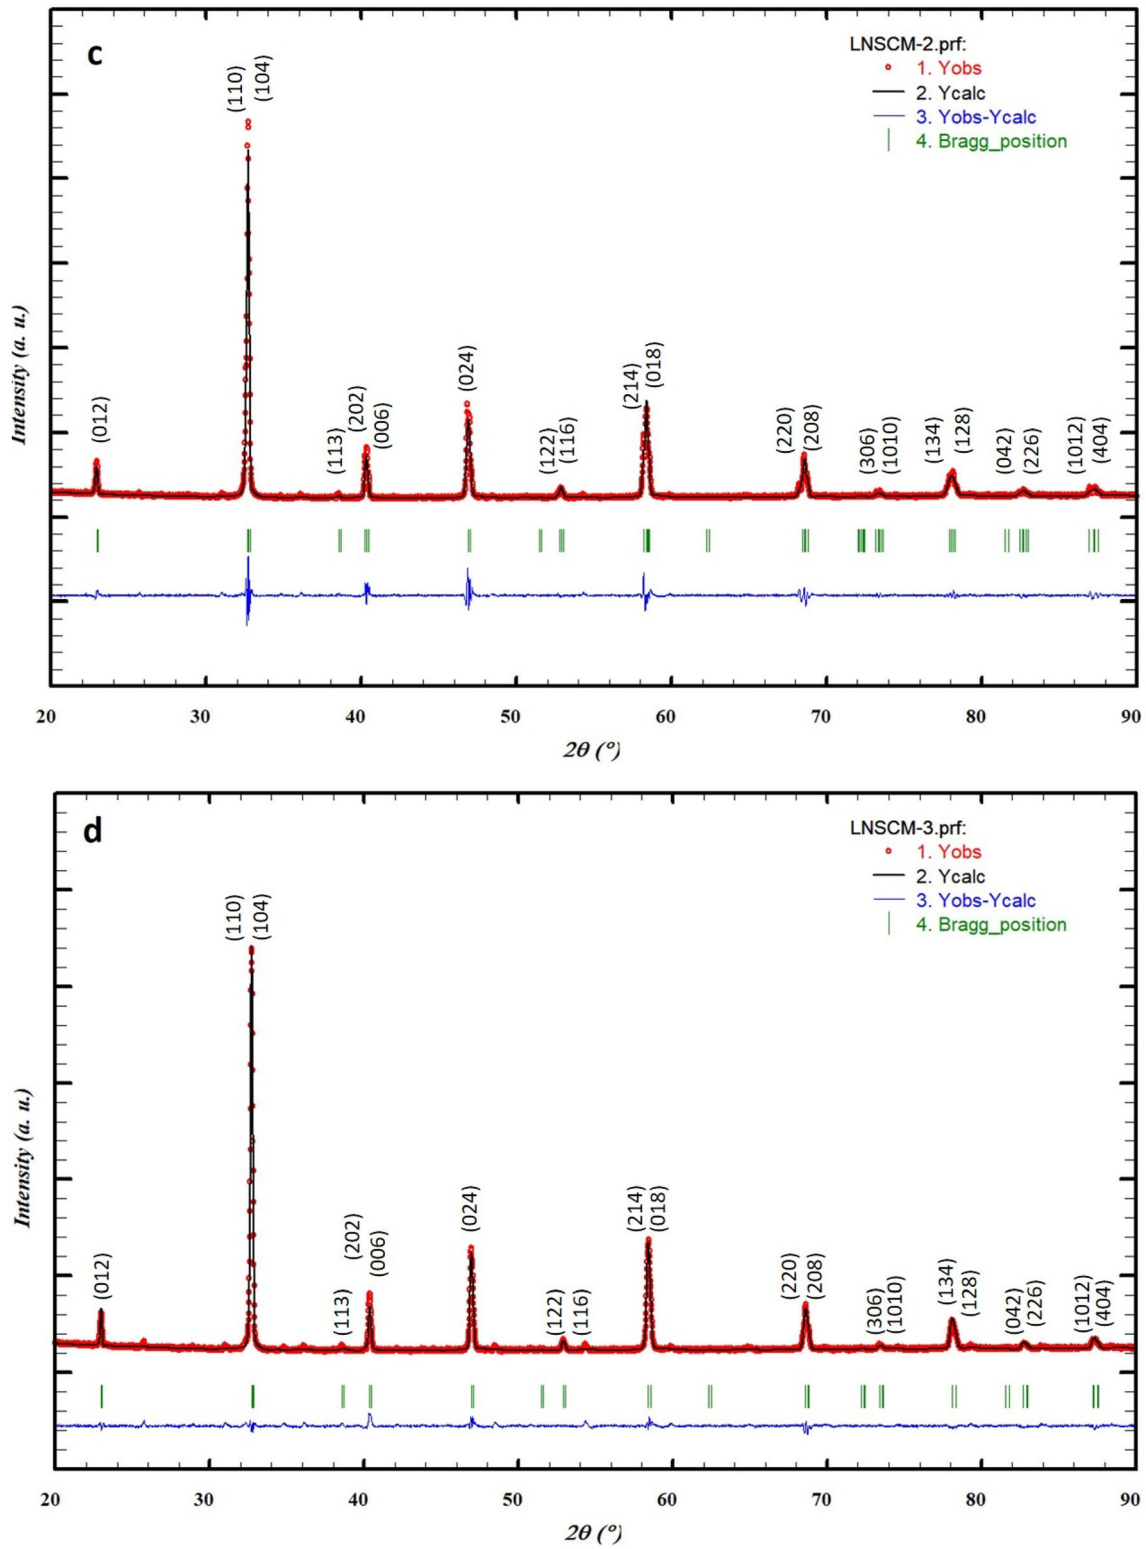 c
LNSCM-2.prf:
1. Yobs
2. Ycalc
3. Yobs-Ycalc
4. Bragg_position
(012)
(110)
(104)
(113)
(202)
(006)
(024)
(122)
(116)
(214)
(018)
(220)
(208)
(306)
(1010)
(134)
(128)
(042)
(226)
(1012)
(404)
Intensity (a. u.)
20 30 40 50 60 70 80 90
2θ (°)
d
LNSCM-3.prf:
1. Yobs
2. Ycalc
3. Yobs-Ycalc
4. Bragg_position
(012)
(110)
(104)
(113)
(202)
(006)
(024)
(122)
(116)
(214)
(018)
(220)
(208)
(306)
(1010)
(134)
(128)
(042)
(226)
(1012)
(404)
Intensity (a. u.)
20 30 40 50 60 70 80 90
2θ (°)